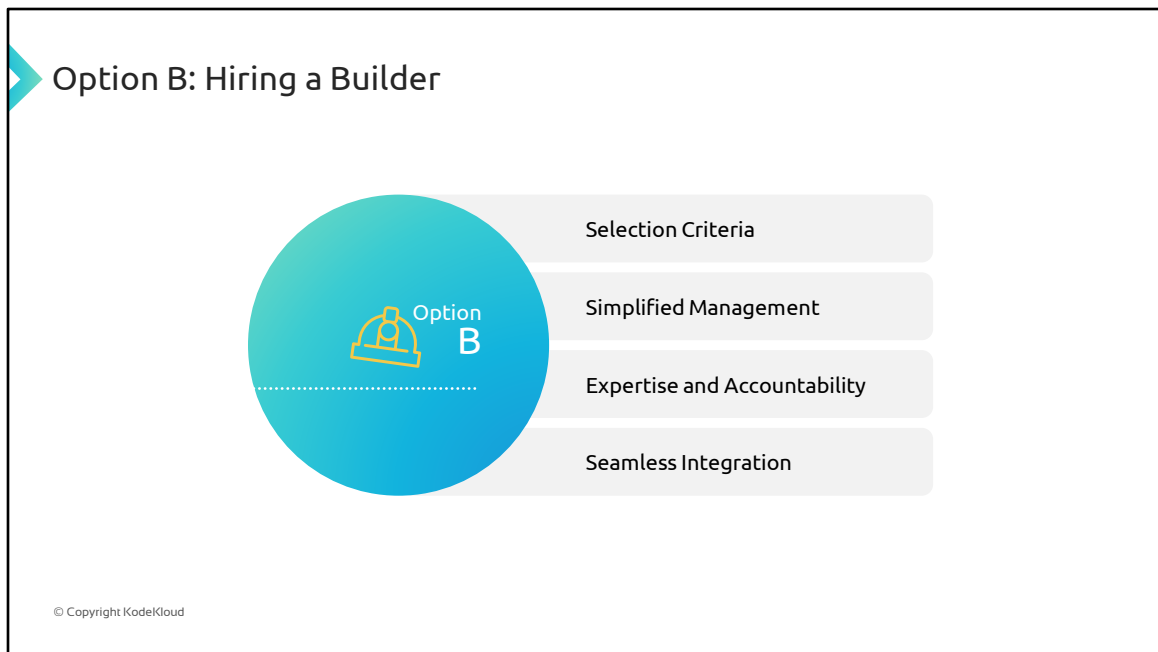 Option B: Hiring a Builder
Option
B
Selection Criteria
Simplified Management
Expertise and Accountability
Seamless Integration
© Copyright KodeKloud